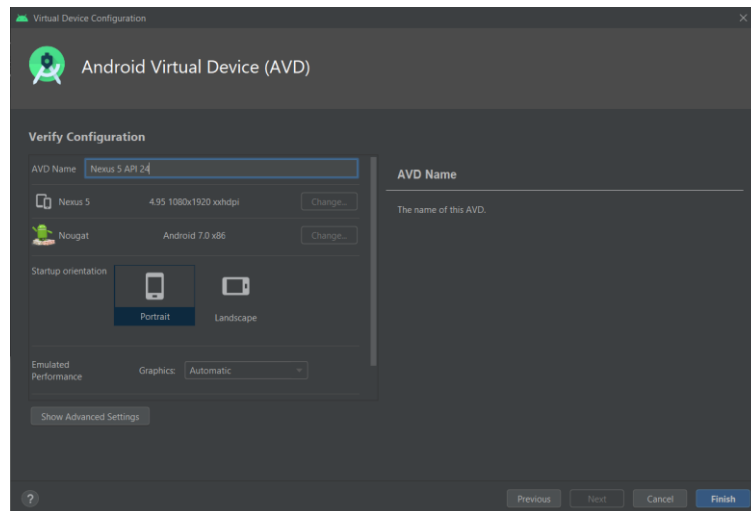 Virtual Device Configuration
Android Virtual Device (AVD)
Verify Configuration
AVD Name Nexus 5 API 24
Nexus 5 4.95 1080x1920 xxhdpi Change...
Nougat Android 7.0 x86 Change...
Startup orientation
Portrait Landscape
Emulated
Performance
Graphics: Automatic
Show Advanced Settings
AVD Name
The name of this AVD.
? Previous Next Cancel Finish